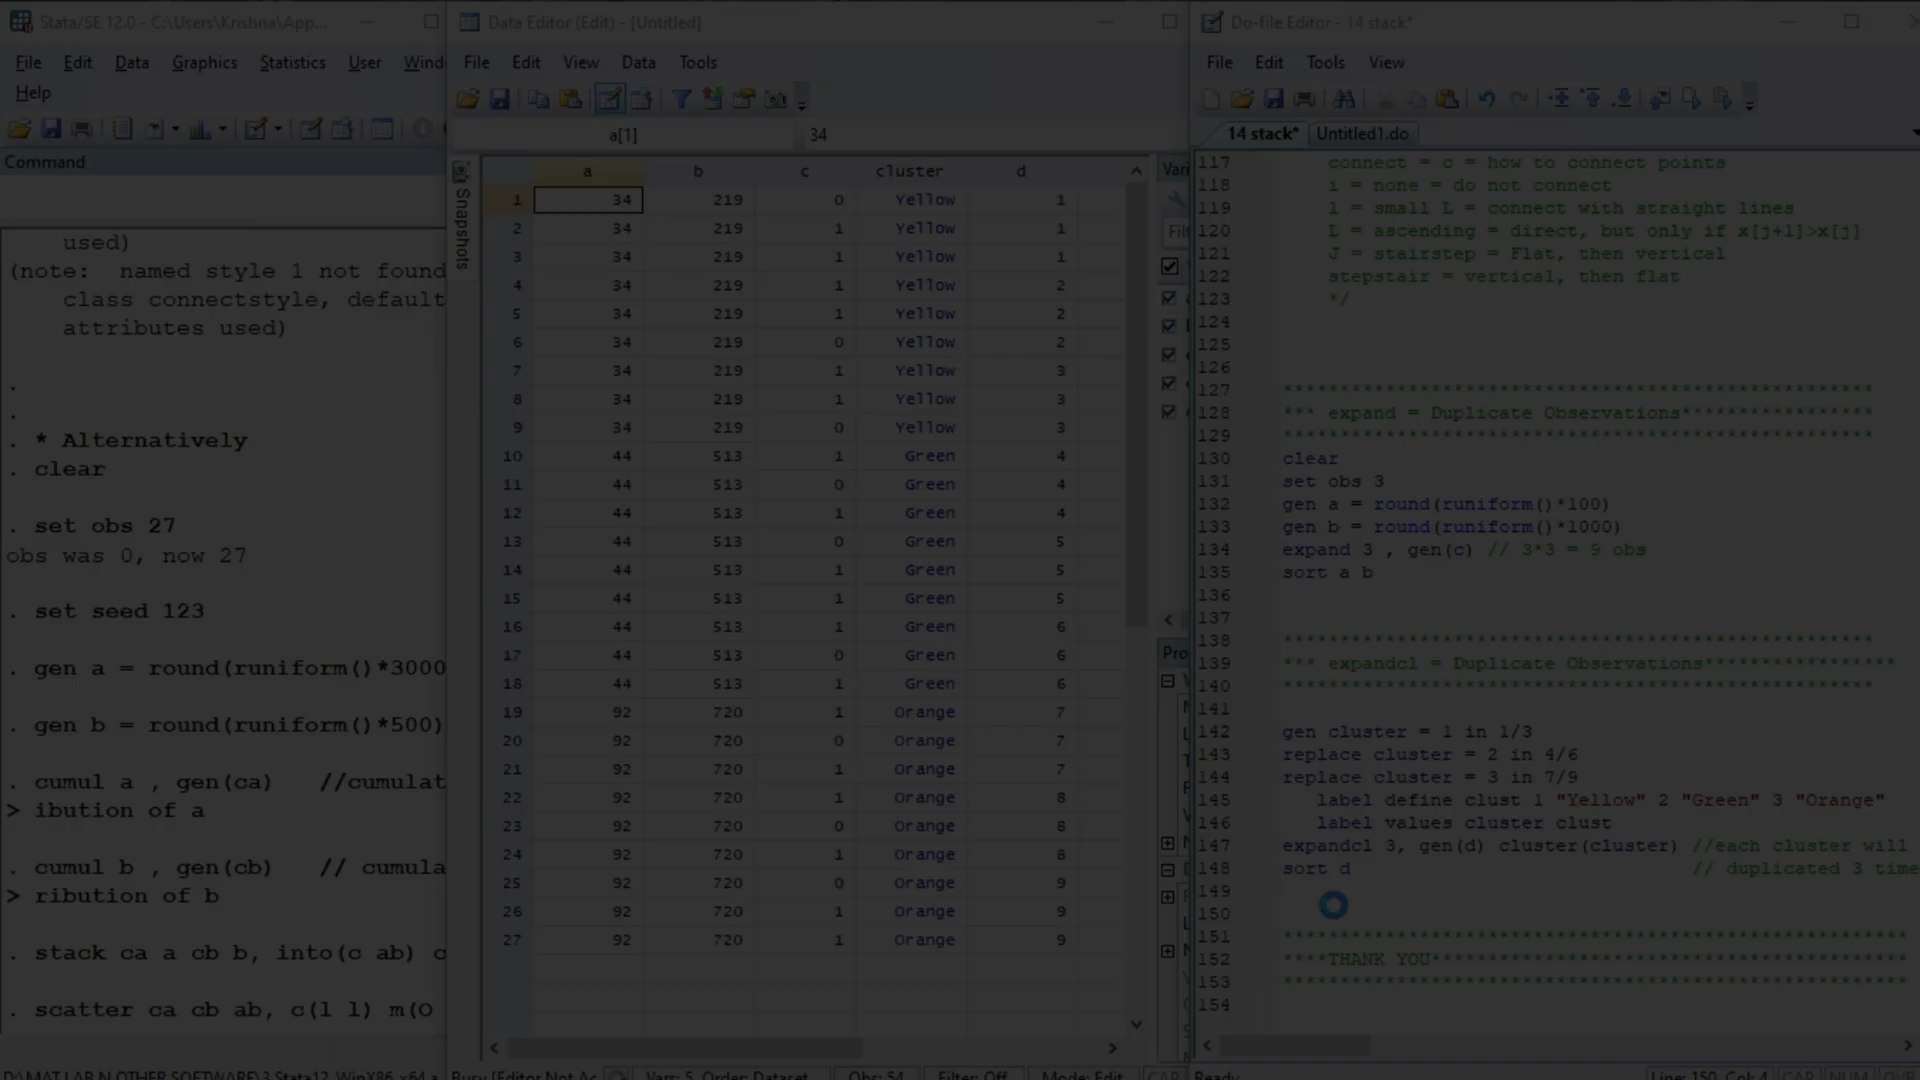 Stata/SE 12.0 - C:\Users\Krishna\App...
File Edit Data Graphics Statistics User Wind
Help
Command
used)
(note:  named style 1 not found
class connectstyle, default
attributes used)
.
.
. * Alternatively
. clear
. set obs 27
obs was 0, now 27
. set seed 123
. gen a = round(runiform()*3000
. gen b = round(runiform()*500)
. cumul a , gen(ca)   //cumulat
> ibution of a
. cumul b , gen(cb)   // cumula
> ribution of b
. stack ca a cb b, into(c ab) c
. scatter ca cb ab, c(l l) m(O
Data Editor (Edit) - [Untitled]
File Edit View Data Tools
a[1] 34
Snapshots
a b c cluster d
1 34 219 0 Yellow 1
2 34 219 1 Yellow 1
3 34 219 1 Yellow 1
4 34 219 1 Yellow 2
5 34 219 1 Yellow 2
6 34 219 0 Yellow 2
7 34 219 1 Yellow 3
8 34 219 1 Yellow 3
9 34 219 0 Yellow 3
10 44 513 1 Green 4
11 44 513 0 Green 4
12 44 513 1 Green 4
13 44 513 0 Green 5
14 44 513 1 Green 5
15 44 513 1 Green 5
16 44 513 1 Green 6
17 44 513 0 Green 6
18 44 513 1 Green 6
19 92 720 1 Orange 7
20 92 720 0 Orange 7
21 92 720 1 Orange 7
22 92 720 1 Orange 8
23 92 720 0 Orange 8
24 92 720 1 Orange 8
25 92 720 0 Orange 9
26 92 720 1 Orange 9
27 92 720 1 Orange 9
Vari
Fil
Pro
Vars: 5 Order: Dataset Obs: 54 Filter: Off Mode: Edit CAP
Do-file Editor - 14 stack*
File Edit Tools View
14 stack* Untitled1.do
117 connect = c = how to connect points
118 i = none = do not connect
119 l = small L = connect with straight lines
120 L = ascending = direct, but only if x[j+1]>x[j]
121 J = stairstep = Flat, then vertical
122 stepstair = vertical, then flat
123 */
124
125
126
127 ****************************************************
128 *** expand = Duplicate Observations*****************
129 ****************************************************
130 clear
131 set obs 3
132 gen a = round(runiform()*100)
133 gen b = round(runiform()*1000)
134 expand 3 , gen(c) // 3*3 = 9 obs
135 sort a b
136
137
138 ****************************************************
139 *** expandcl = Duplicate Observations*****************
140 ****************************************************
141
142 gen cluster = 1 in 1/3
143 replace cluster = 2 in 4/6
144 replace cluster = 3 in 7/9
145 label define clust 1 "Yellow" 2 "Green" 3 "Orange"
146 label values cluster clust
147 expandcl 3, gen(d) cluster(cluster) //each cluster will
148 sort d // duplicated 3 time
149
150
151 *******************************************************
152 ****THANK YOU******************************************
153 *******************************************************
154
Ready Line: 150, Col: 4 CAP NUM OVR